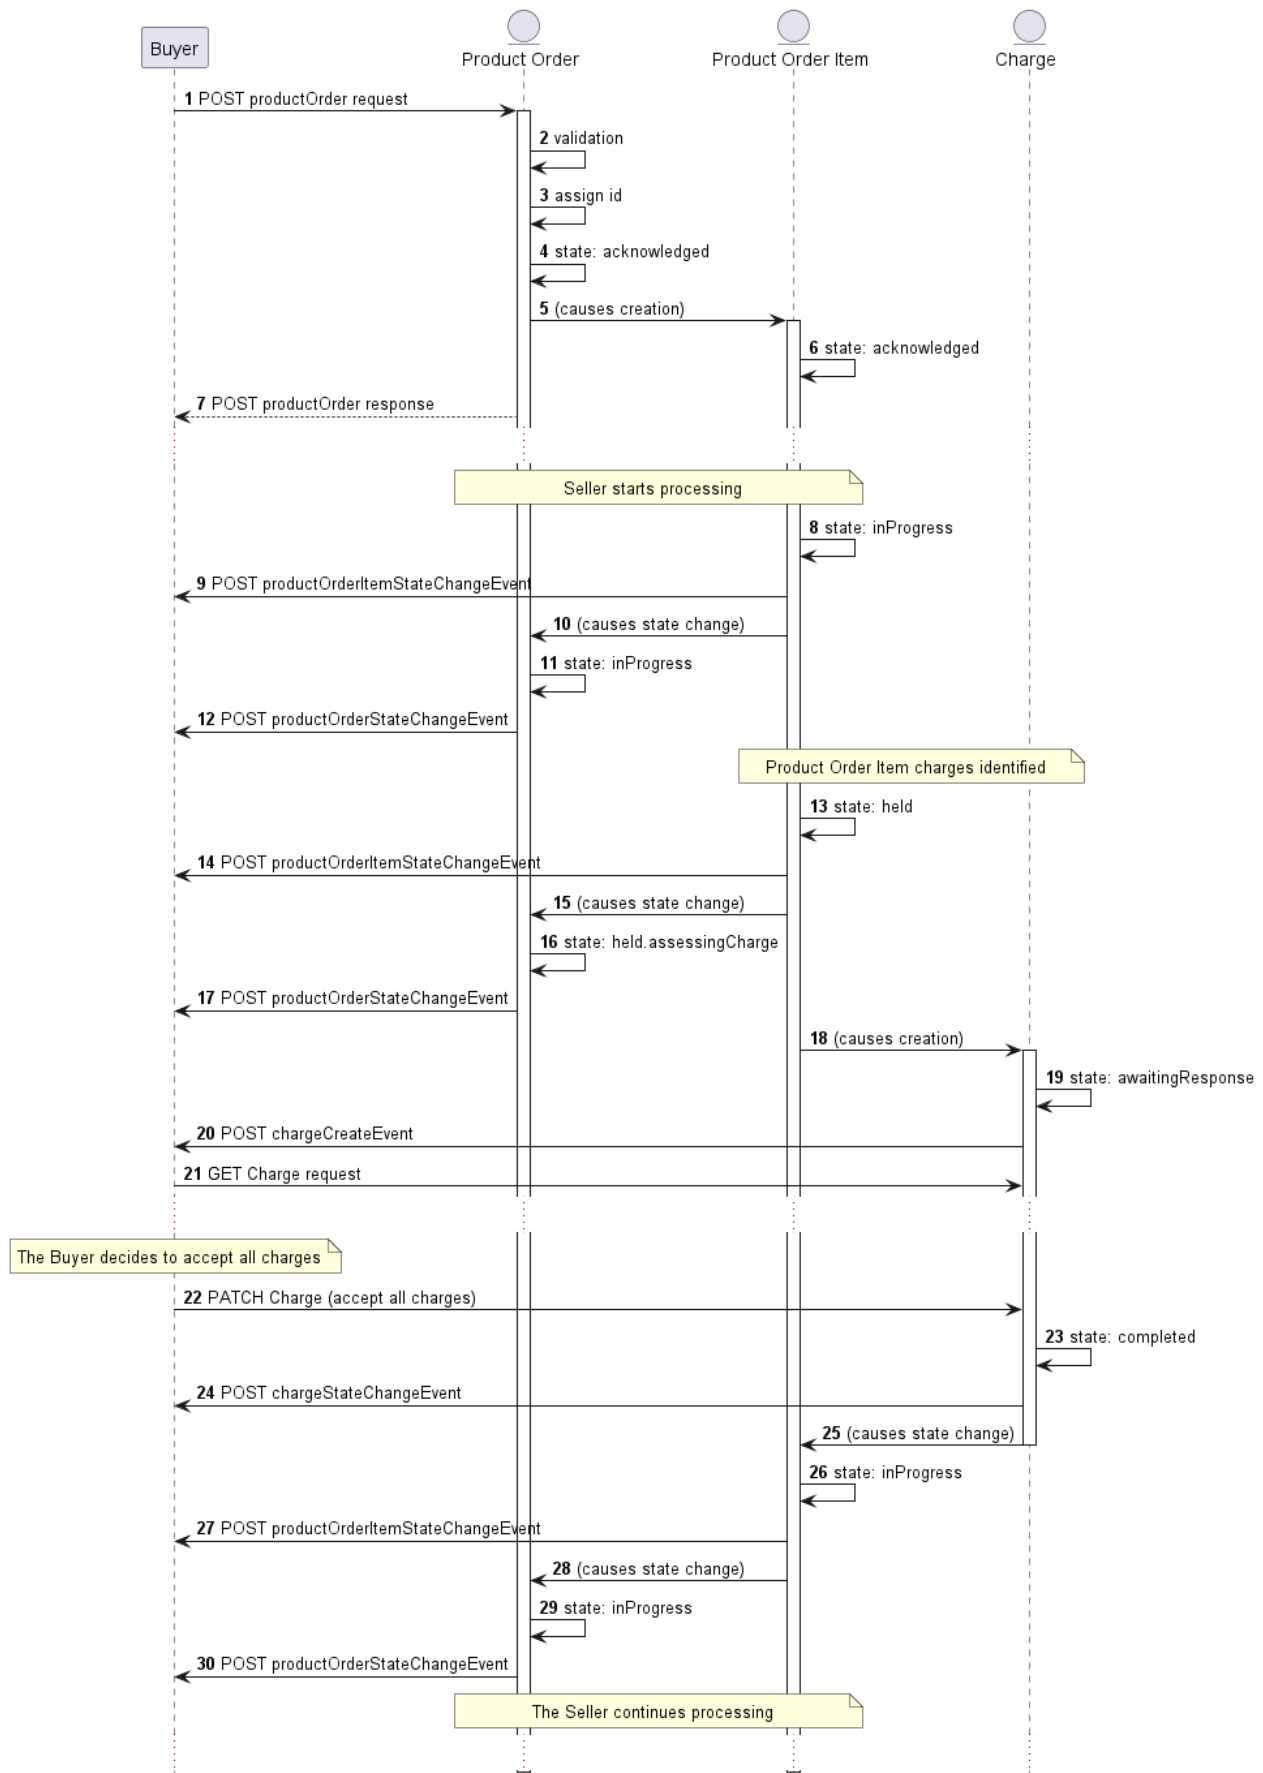 Buyer
Product Order
Product Order Item
Charge
1 POST productOrder request
2 validation
3 assign id
4 state: acknowledged
5 (causes creation)
6 state: acknowledged
7 POST productOrder response
Seller starts processing
8 state: inProgress
9 POST productOrderItemStateChangeEvent
10 (causes state change)
11 state: inProgress
12 POST productOrderStateChangeEvent
Product Order Item charges identified
13 state: held
14 POST productOrderItemStateChangeEvent
15 (causes state change)
16 state: held.assessingCharge
17 POST productOrderStateChangeEvent
18 (causes creation)
19 state: awaitingResponse
20 POST chargeCreateEvent
21 GET Charge request
The Buyer decides to accept all charges
22 PATCH Charge (accept all charges)
23 state: completed
24 POST chargeStateChangeEvent
25 (causes state change)
26 state: inProgress
27 POST productOrderItemStateChangeEvent
28 (causes state change)
29 state: inProgress
30 POST productOrderStateChangeEvent
The Seller continues processing